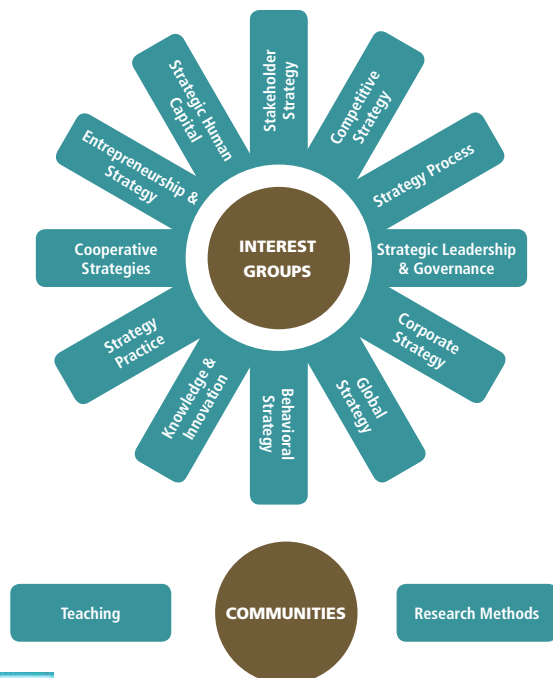 Stakeholder
Strategy
Competitive
Strategy
Strategy Process
Strategic Leadership
& Governance
Corporate
Strategy
Global
Strategy
Behavioral
Strategy
Knowledge &
Innovation
Strategy
Practice
Cooperative
Strategies
Entrepreneurship &
Strategy
Strategic Human
Capital
INTEREST
GROUPS
Teaching
COMMUNITIES
Research Methods